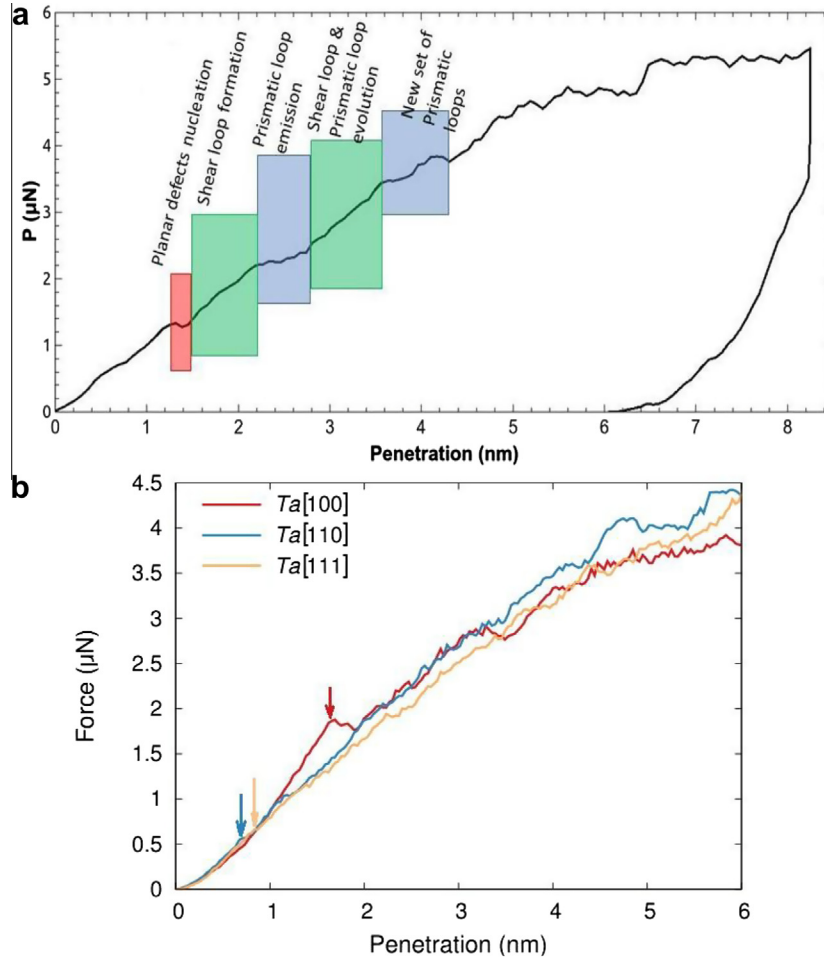 a
Planar defects nucleation
Shear loop formation
Prismatic loop
emission
Shear loop &
Prismatic loop
evolution
New set of
Prismatic
loops
P (µN)
6
5
4
3
2
1
0
0 1 2 3 4 5 6 7 8
Penetration (nm)
b
Ta[100]
Ta[110]
Ta[111]
Force (µN)
4.5
4
3.5
3
2.5
2
1.5
1
0.5
0
0 1 2 3 4 5 6
Penetration (nm)